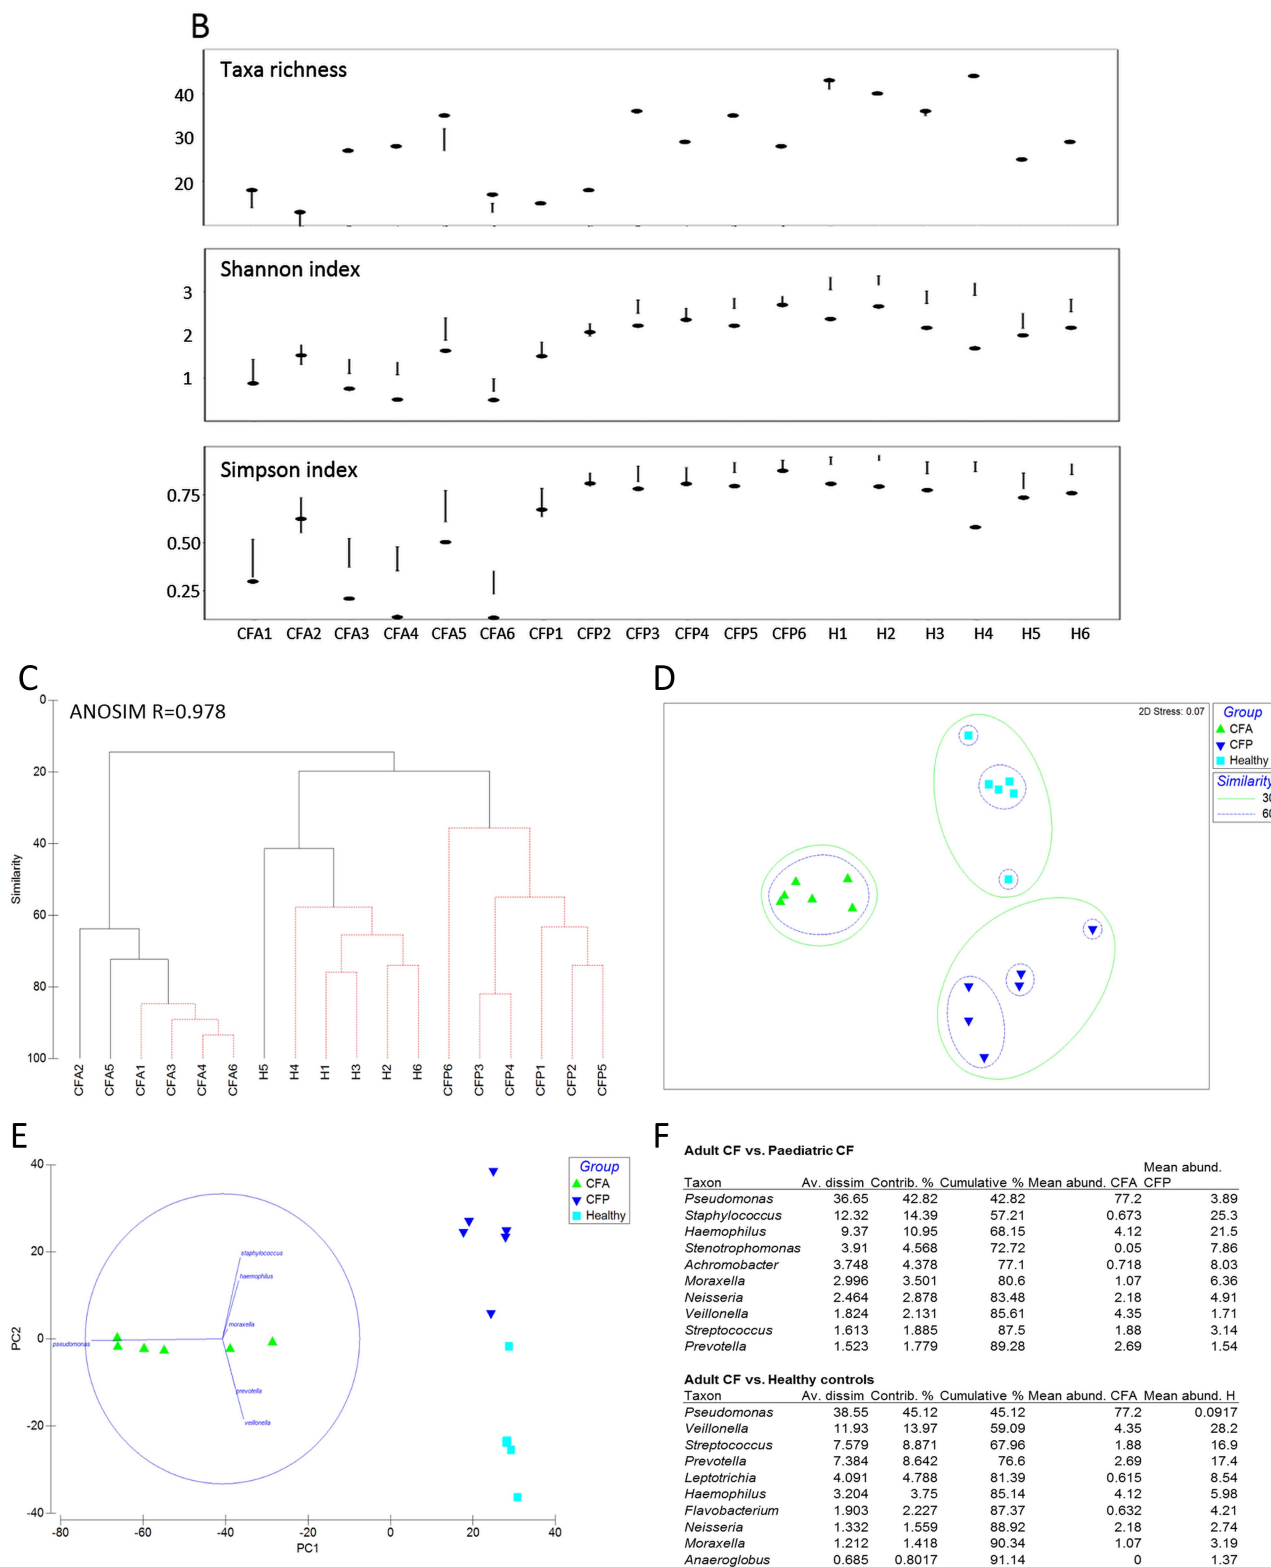 B
Taxa richness
40
30
20
Shannon index
3
2
1
Simpson index
0.75
0.50
0.25
CFA1 CFA2 CFA3 CFA4 CFA5 CFA6 CFP1 CFP2 CFP3 CFP4 CFP5 CFP6 H1 H2 H3 H4 H5 H6
C
ANOSIM R=0.978
Similarity
0
20
40
60
80
100
CFA2 CFA5 CFA1 CFA3 CFA4 CFA6 H5 H4 H1 H3 H2 H6 CFP6 CFP3 CFP4 CFP1 CFP2 CFP5
D
2D Stress: 0.07
Group
CFA
CFP
Healthy
Similarity
30
60
E
PC2
40
20
0
-20
-40
staphylococcus
haemophilus
moraxella
pseudomonas
prevotella
veillonella
-80 -60 -40 -20 0 20 40
PC1
Group
CFA
CFP
Healthy
F
Adult CF vs. Paediatric CF
Mean abund.
Taxon Av. dissim Contrib. % Cumulative % Mean abund. CFA CFP
Pseudomonas 36.65 42.82 42.82 77.2 3.89
Staphylococcus 12.32 14.39 57.21 0.673 25.3
Haemophilus 9.37 10.95 68.15 4.12 21.5
Stenotrophomonas 3.91 4.568 72.72 0.05 7.86
Achromobacter 3.748 4.378 77.1 0.718 8.03
Moraxella 2.996 3.501 80.6 1.07 6.36
Neisseria 2.464 2.878 83.48 2.18 4.91
Veillonella 1.824 2.131 85.61 4.35 1.71
Streptococcus 1.613 1.885 87.5 1.88 3.14
Prevotella 1.523 1.779 89.28 2.69 1.54
Adult CF vs. Healthy controls
Taxon Av. dissim Contrib. % Cumulative % Mean abund. CFA Mean abund. H
Pseudomonas 38.55 45.12 45.12 77.2 0.0917
Veillonella 11.93 13.97 59.09 4.35 28.2
Streptococcus 7.579 8.871 67.96 1.88 16.9
Prevotella 7.384 8.642 76.6 2.69 17.4
Leptotrichia 4.091 4.788 81.39 0.615 8.54
Haemophilus 3.204 3.75 85.14 4.12 5.98
Flavobacterium 1.903 2.227 87.37 0.632 4.21
Neisseria 1.332 1.559 88.92 2.18 2.74
Moraxella 1.212 1.418 90.34 1.07 3.19
Anaeroglobus 0.685 0.8017 91.14 0 1.37